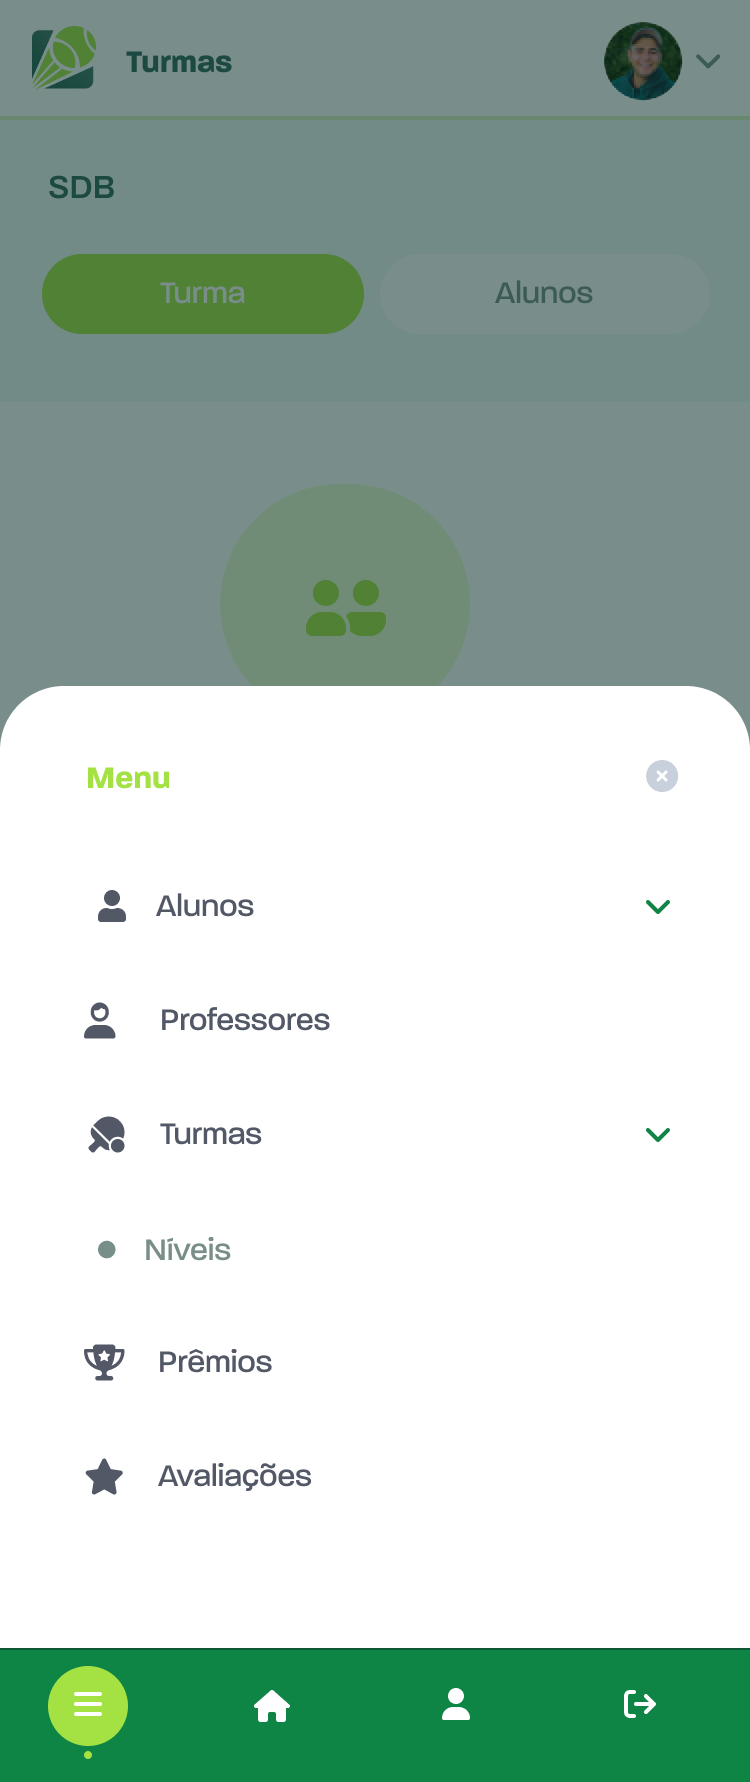 Turmas
SDB
Turma
Alunos
Menu
Alunos
Professores
Turmas
Níveis
Prêmios
Avaliações